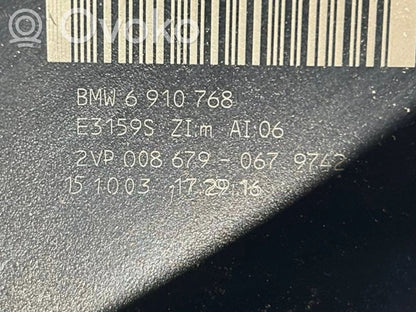 OVOKO
BMW 6 910 768
E3159S ZI:m AI:06
2VP 008 679-067 9742
15.10.03 17:29:16